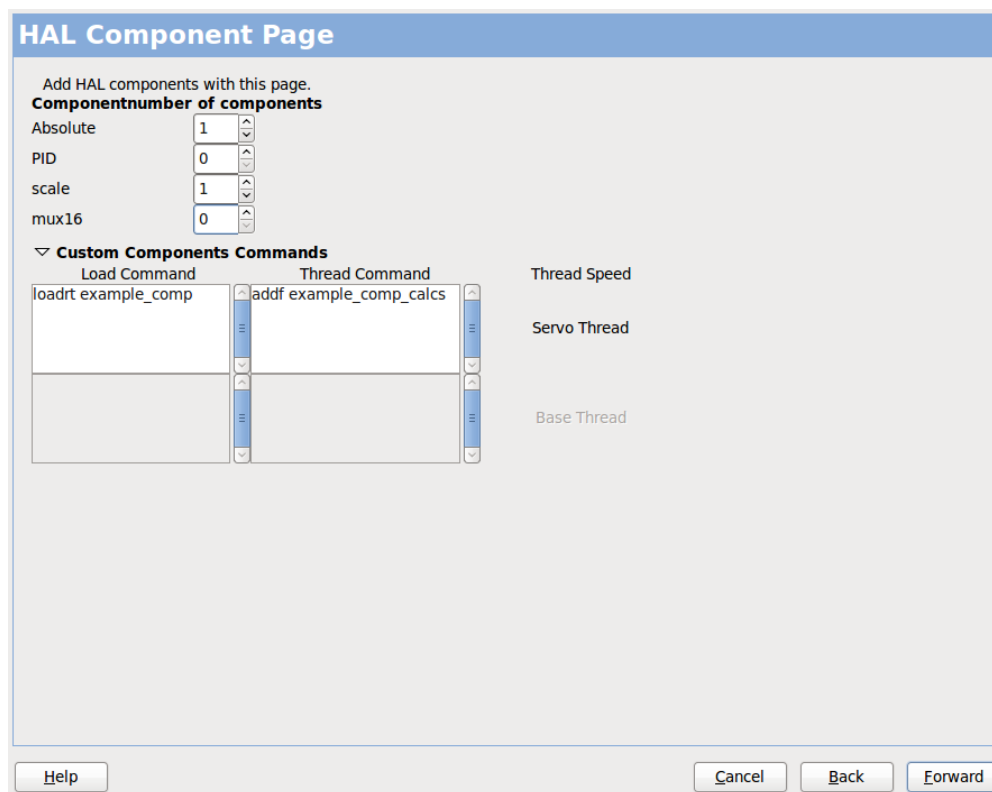 HAL Component Page
Add HAL components with this page.
Componentnumber of components
Absolute 1
PID 0
scale 1
mux16 0
Custom Components Commands
Load Command Thread Command Thread Speed
loadrt example_comp addf example_comp_calcs
Servo Thread
Base Thread
Help Cancel Back Forward